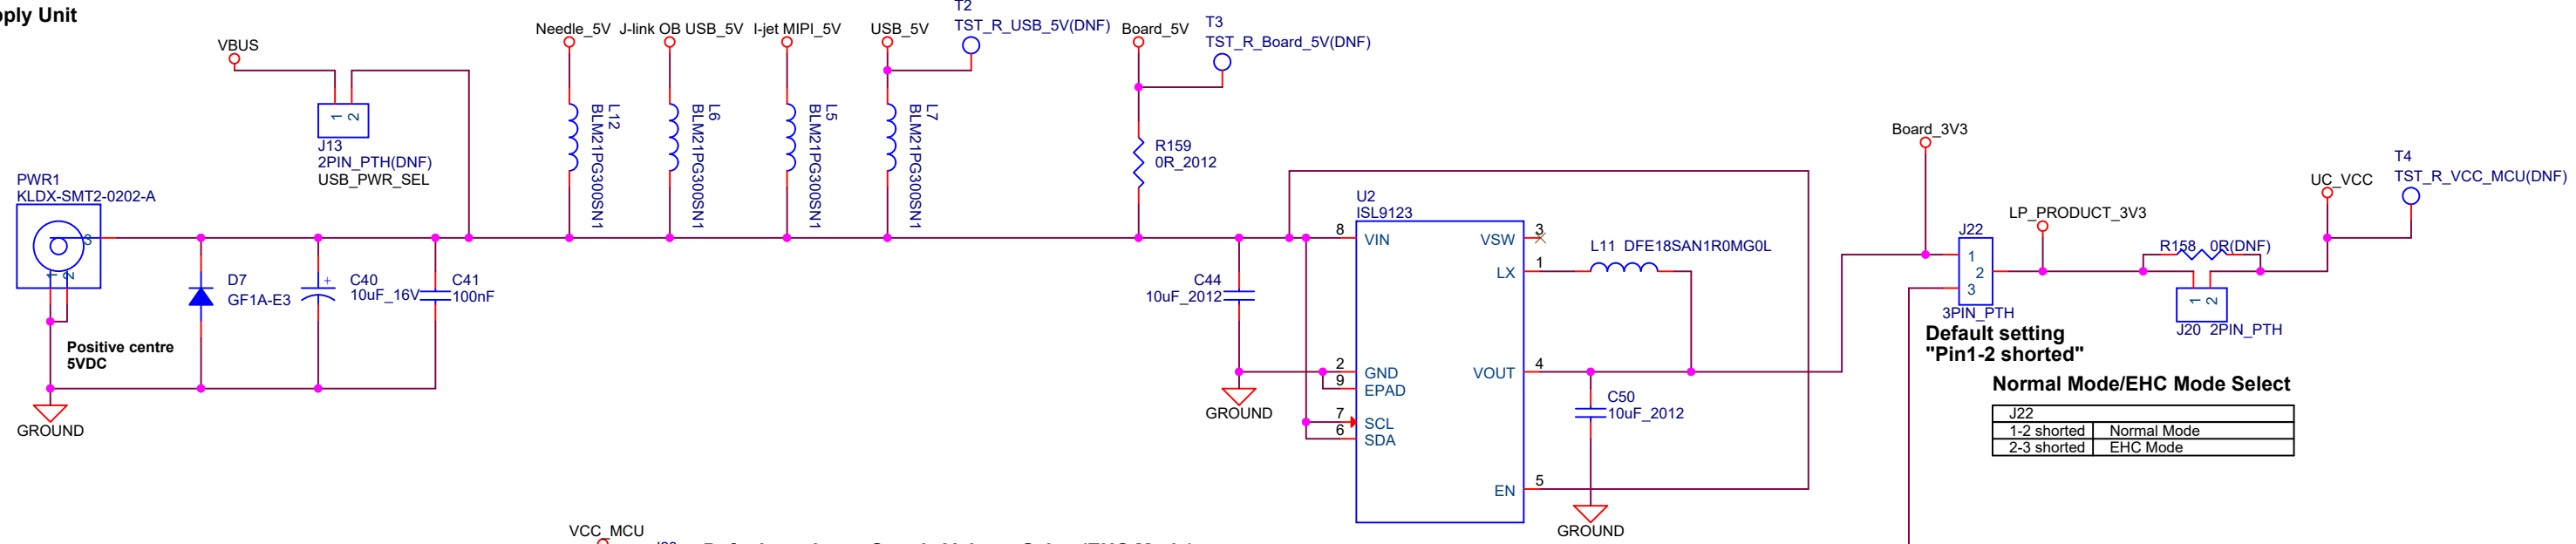 pply Unit
VBUS
1
2
J13
2PIN_PTH(DNF)
USB_PWR_SEL
PWR1
KLDX-SMT2-0202-A
3
1
2
Positive centre
5VDC
GROUND
D7
GF1A-E3
+
C40
10uF_16V
C41
100nF
Needle_5V
L12
BLM21PG300SN1
J-link OB USB_5V
L6
BLM21PG300SN1
I-jet MIPI_5V
L5
BLM21PG300SN1
USB_5V
L7
BLM21PG300SN1
T2
TST_R_USB_5V(DNF)
Board_5V
T3
TST_R_Board_5V(DNF)
R159
0R_2012
C44
10uF_2012
GROUND
U2
ISL9123
8
VIN
2
GND
9
EPAD
7
SCL
6
SDA
VSW
3
LX
1
VOUT
4
EN
5
L11 DFE18SAN1R0MG0L
C50
10uF_2012
GROUND
Board_3V3
J22
1
2
3
3PIN_PTH
Default setting
"Pin1-2 shorted"
LP_PRODUCT_3V3
R158 0R(DNF)
1
2
J20 2PIN_PTH
UC_VCC
T4
TST_R_VCC_MCU(DNF)
Normal Mode/EHC Mode Select
J22
1-2 shorted Normal Mode
2-3 shorted EHC Mode
VCC_MCU